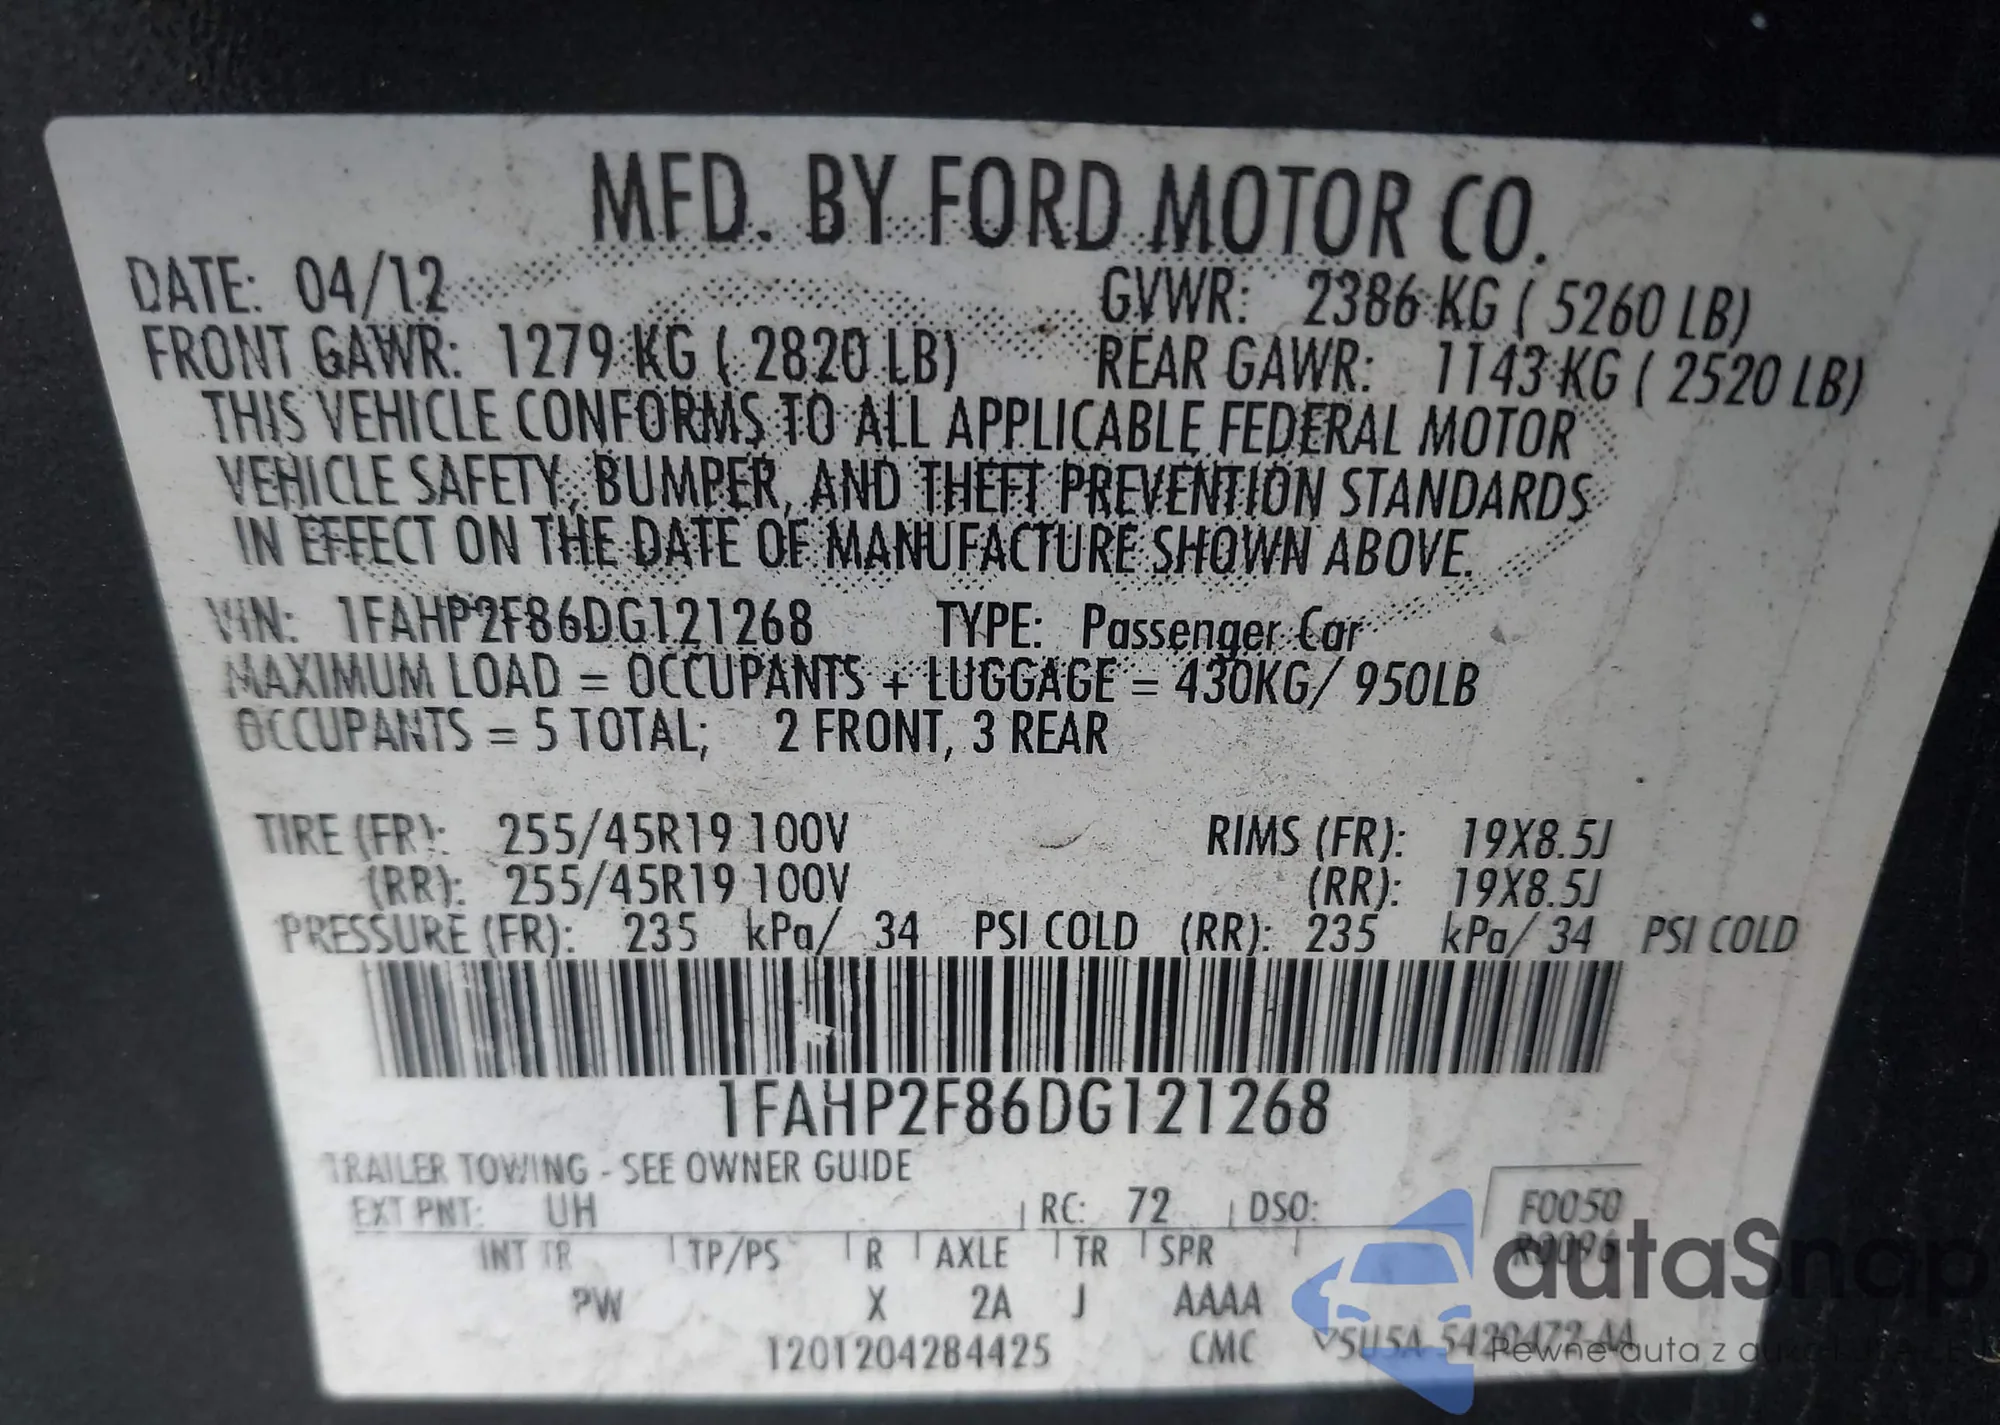 MFD. BY FORD MOTOR CO.
DATE: 04/12 GVWR: 2386 KG ( 5260 LB)
FRONT GAWR: 1279 KG ( 2820 LB) REAR GAWR: 1143 KG ( 2520 LB)
THIS VEHICLE CONFORMS TO ALL APPLICABLE FEDERAL MOTOR
VEHICLE SAFETY, BUMPER, AND THEFT PREVENTION STANDARDS
IN EFFECT ON THE DATE OF MANUFACTURE SHOWN ABOVE.
VIN: 1FAHP2F86DG121268 TYPE: Passenger Car
MAXIMUM LOAD = OCCUPANTS + LUGGAGE = 430KG/ 950LB
OCCUPANTS = 5 TOTAL; 2 FRONT, 3 REAR
TIRE (FR): 255/45R19 100V RIMS (FR): 19X8.5J
(RR): 255/45R19 100V (RR): 19X8.5J
PRESSURE (FR): 235 kPa/ 34 PSI COLD (RR): 235 kPa/ 34 PSI COLD
1FAHP2F86DG121268
TRAILER TOWING - SEE OWNER GUIDE
EXT PNT: UH RC: 72 DSO: F0050
INT TR TP/PS R AXLE TR SPR R0096
PW X 2A J AAAA
1201204284425 CMC
autaSnap
Pewne auta z